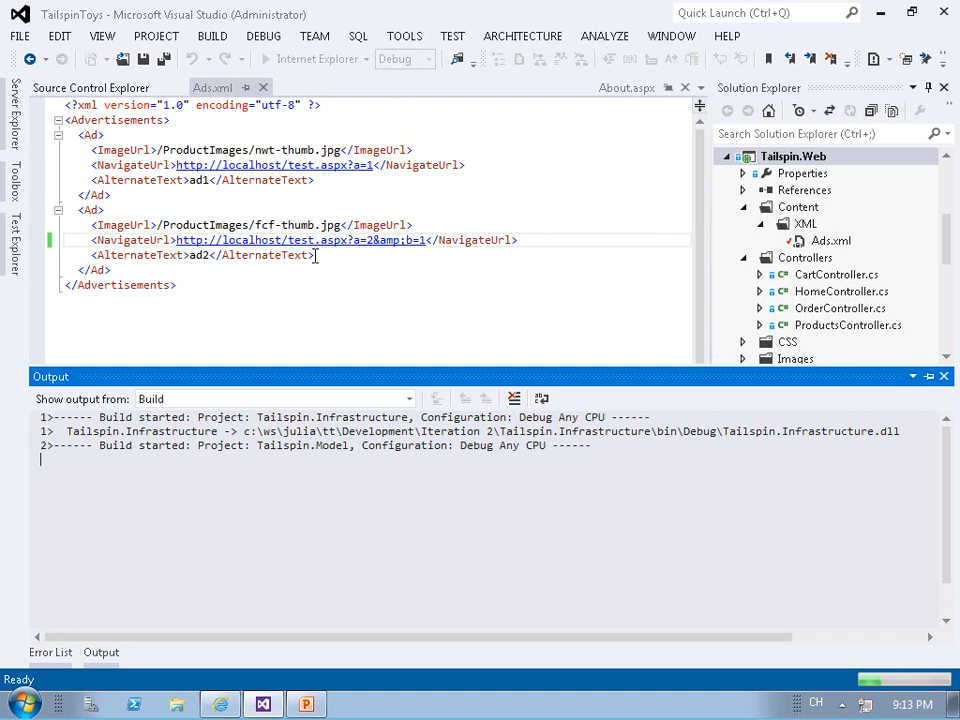 TailspinToys - Microsoft Visual Studio (Administrator)
Quick Launch (Ctrl+Q)
FILE EDIT VIEW PROJECT BUILD DEBUG TEAM SQL TOOLS TEST ARCHITECTURE ANALYZE WINDOW HELP
Internet Explorer Debug
Server Explorer
Toolbox
Test Explorer
Source Control Explorer Ads.xml About.aspx
<?xml version="1.0" encoding="utf-8" ?>
<Advertisements>
<Ad>
<ImageUrl>/ProductImages/nwt-thumb.jpg</ImageUrl>
<NavigateUrl>http://localhost/test.aspx?a=1</NavigateUrl>
<AlternateText>ad1</AlternateText>
</Ad>
<Ad>
<ImageUrl>/ProductImages/fcf-thumb.jpg</ImageUrl>
<NavigateUrl>http://localhost/test.aspx?a=2&amp;b=1</NavigateUrl>
<AlternateText>ad2</AlternateText>
</Ad>
</Advertisements>
Solution Explorer
Search Solution Explorer (Ctrl+;)
Tailspin.Web
Properties
References
Content
XML
Ads.xml
Controllers
CartController.cs
HomeController.cs
OrderController.cs
ProductsController.cs
CSS
Images
Output
Show output from: Build
1>------ Build started: Project: Tailspin.Infrastructure, Configuration: Debug Any CPU ------
1> Tailspin.Infrastructure -> c:\ws\julia\tt\Development\Iteration 2\Tailspin.Infrastructure\bin\Debug\Tailspin.Infrastructure.dll
2>------ Build started: Project: Tailspin.Model, Configuration: Debug Any CPU ------
Error List Output
Ready
CH 9:13 PM